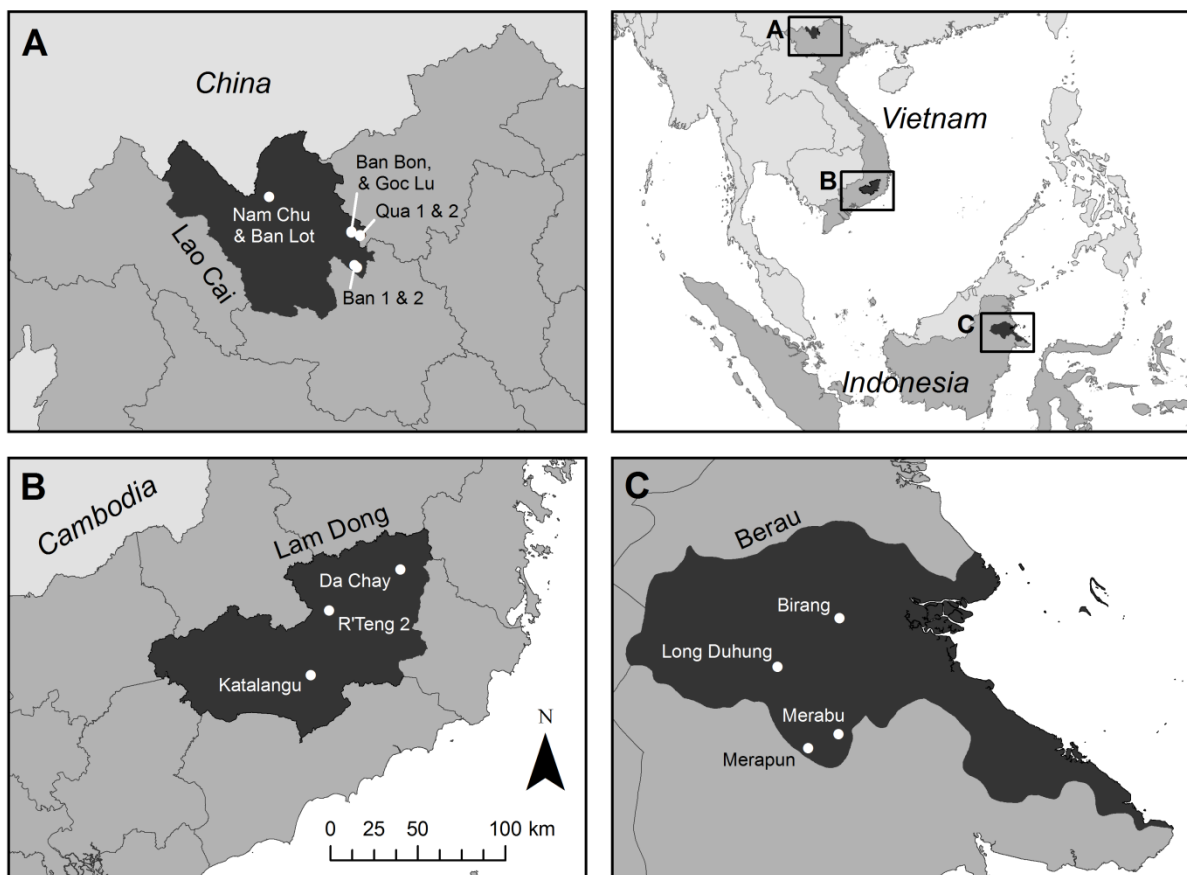 A
China
Ban Bon,
& Goc Lu
Qua 1 & 2
Nam Chu
& Ban Lot
Lao Cai
Ban 1 & 2
A
Vietnam
B
C
Indonesia
B
Cambodia
Lam Dong
Da Chay
R'Teng 2
Katalangu
N
0 25 50 100 km
C
Berau
Birang
Long Duhung
Merabu
Merapun